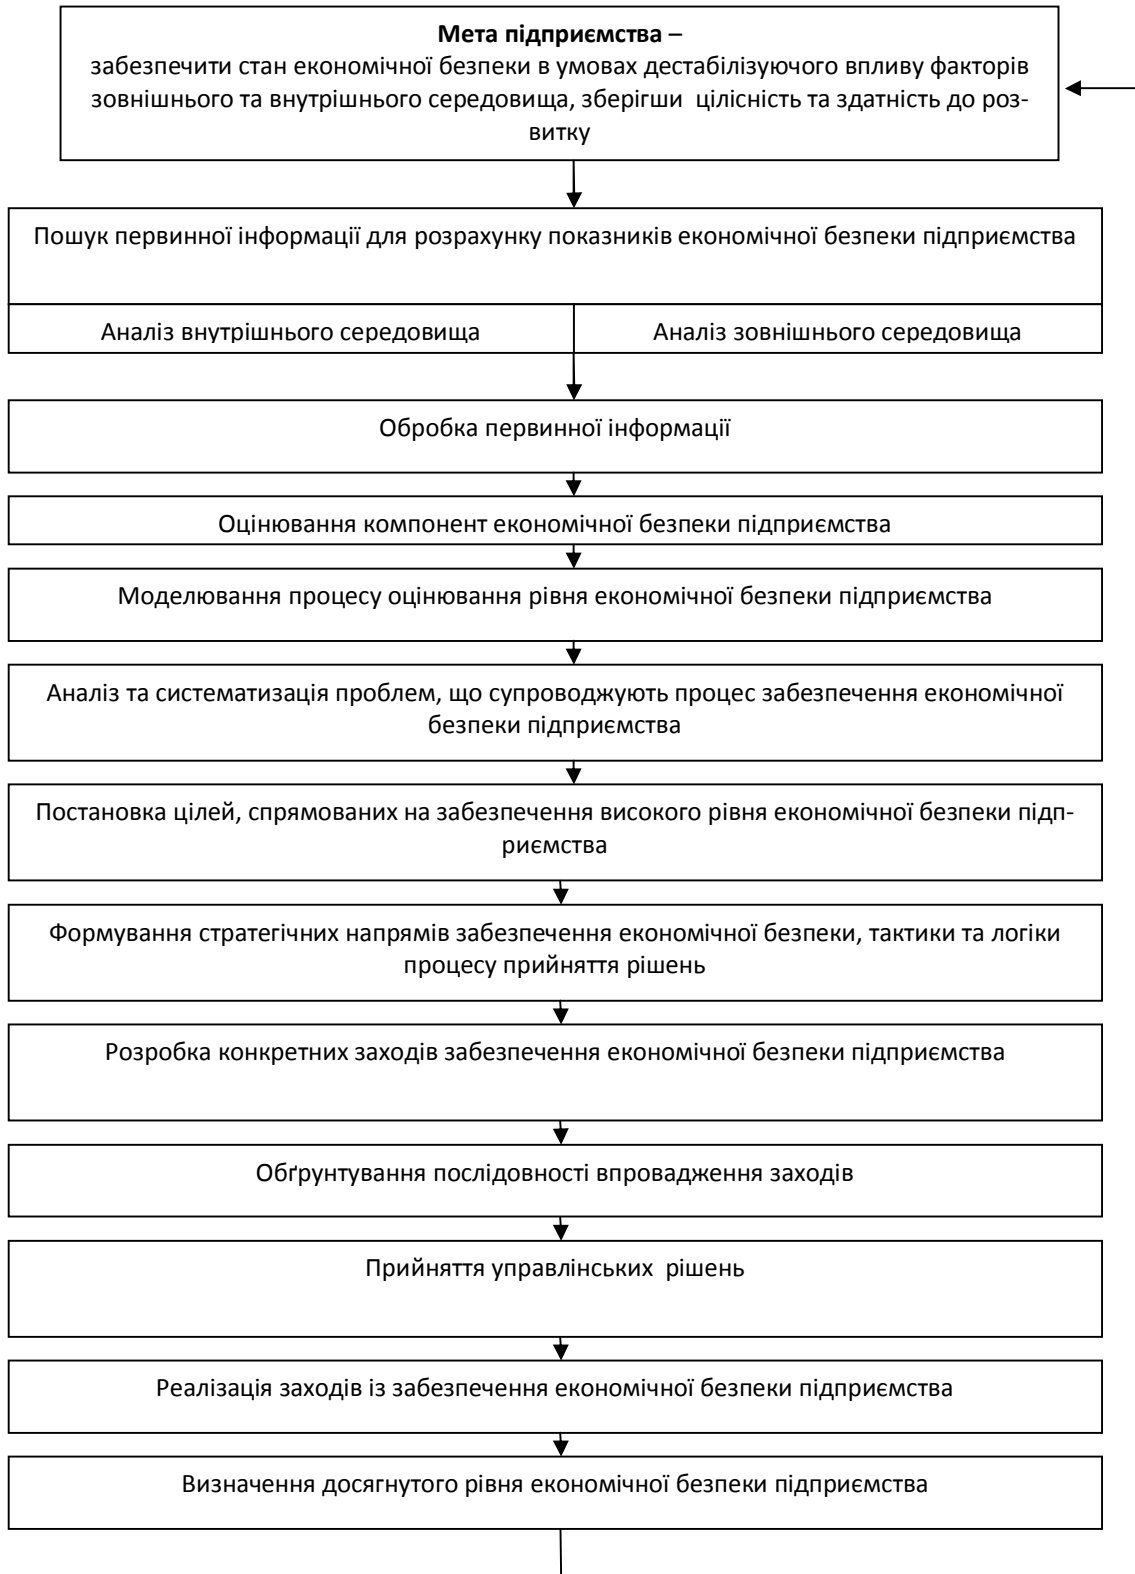 Мета підприємства –
забезпечити стан економічної безпеки в умовах дестабілізуючого впливу факторів
зовнішнього та внутрішнього середовища, зберігши цілісність та здатність до роз-
витку
Пошук первинної інформації для розрахунку показників економічної безпеки підприємства
Аналіз внутрішнього середовища
Аналіз зовнішнього середовища
Обробка первинної інформації
Оцінювання компонент економічної безпеки підприємства
Моделювання процесу оцінювання рівня економічної безпеки підприємства
Аналіз та систематизація проблем, що супроводжують процес забезпечення економічної
безпеки підприємства
Постановка цілей, спрямованих на забезпечення високого рівня економічної безпеки підп-
риємства
Формування стратегічних напрямів забезпечення економічної безпеки, тактики та логіки
процесу прийняття рішень
Розробка конкретних заходів забезпечення економічної безпеки підприємства
Обґрунтування послідовності впровадження заходів
Прийняття управлінських рішень
Реалізація заходів із забезпечення економічної безпеки підприємства
Визначення досягнутого рівня економічної безпеки підприємства